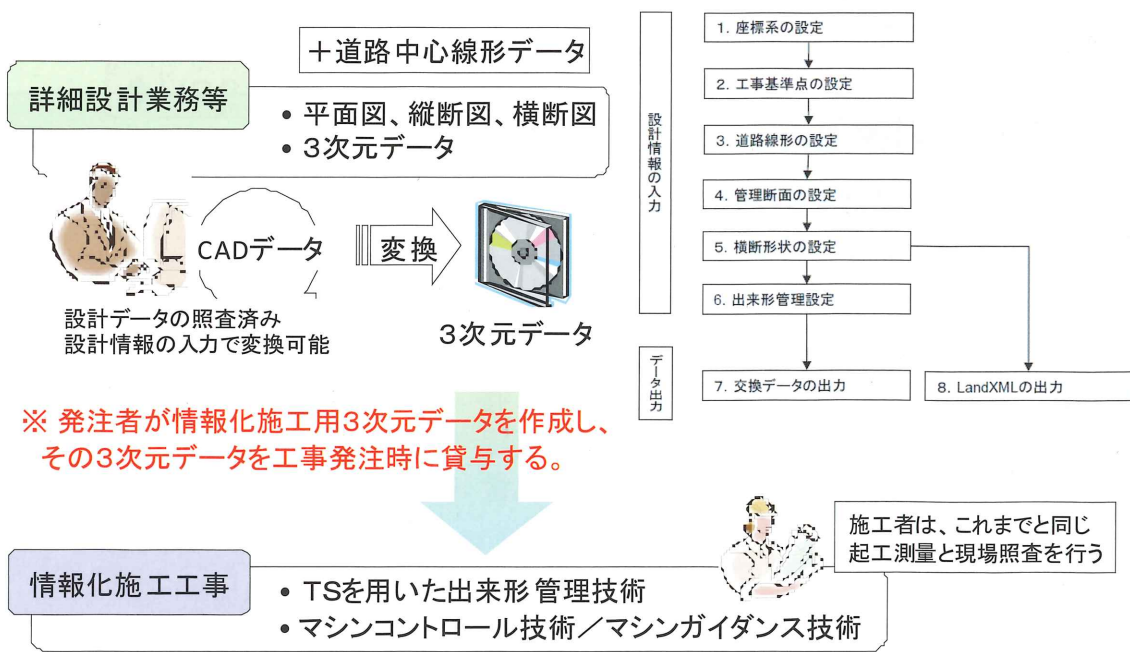 ＋道路中心線形データ
詳細設計業務等
• 平面図、縦断図、横断図
• ３次元データ
CADデータ
変換
設計データの照査済み
設計情報の入力で変換可能
３次元データ
設計情報の入力
1. 座標系の設定
2. 工事基準点の設定
3. 道路線形の設定
4. 管理断面の設定
5. 横断形状の設定
6. 出来形管理設定
データ出力
7. 交換データの出力
8. LandXMLの出力
※ 発注者が情報化施工用３次元データを作成し、
その３次元データを工事発注時に貸与する。
施工者は、これまでと同じ
起工測量と現場照査を行う
情報化施工工事
• TSを用いた出来形管理技術
• マシンコントロール技術／マシンガイダンス技術